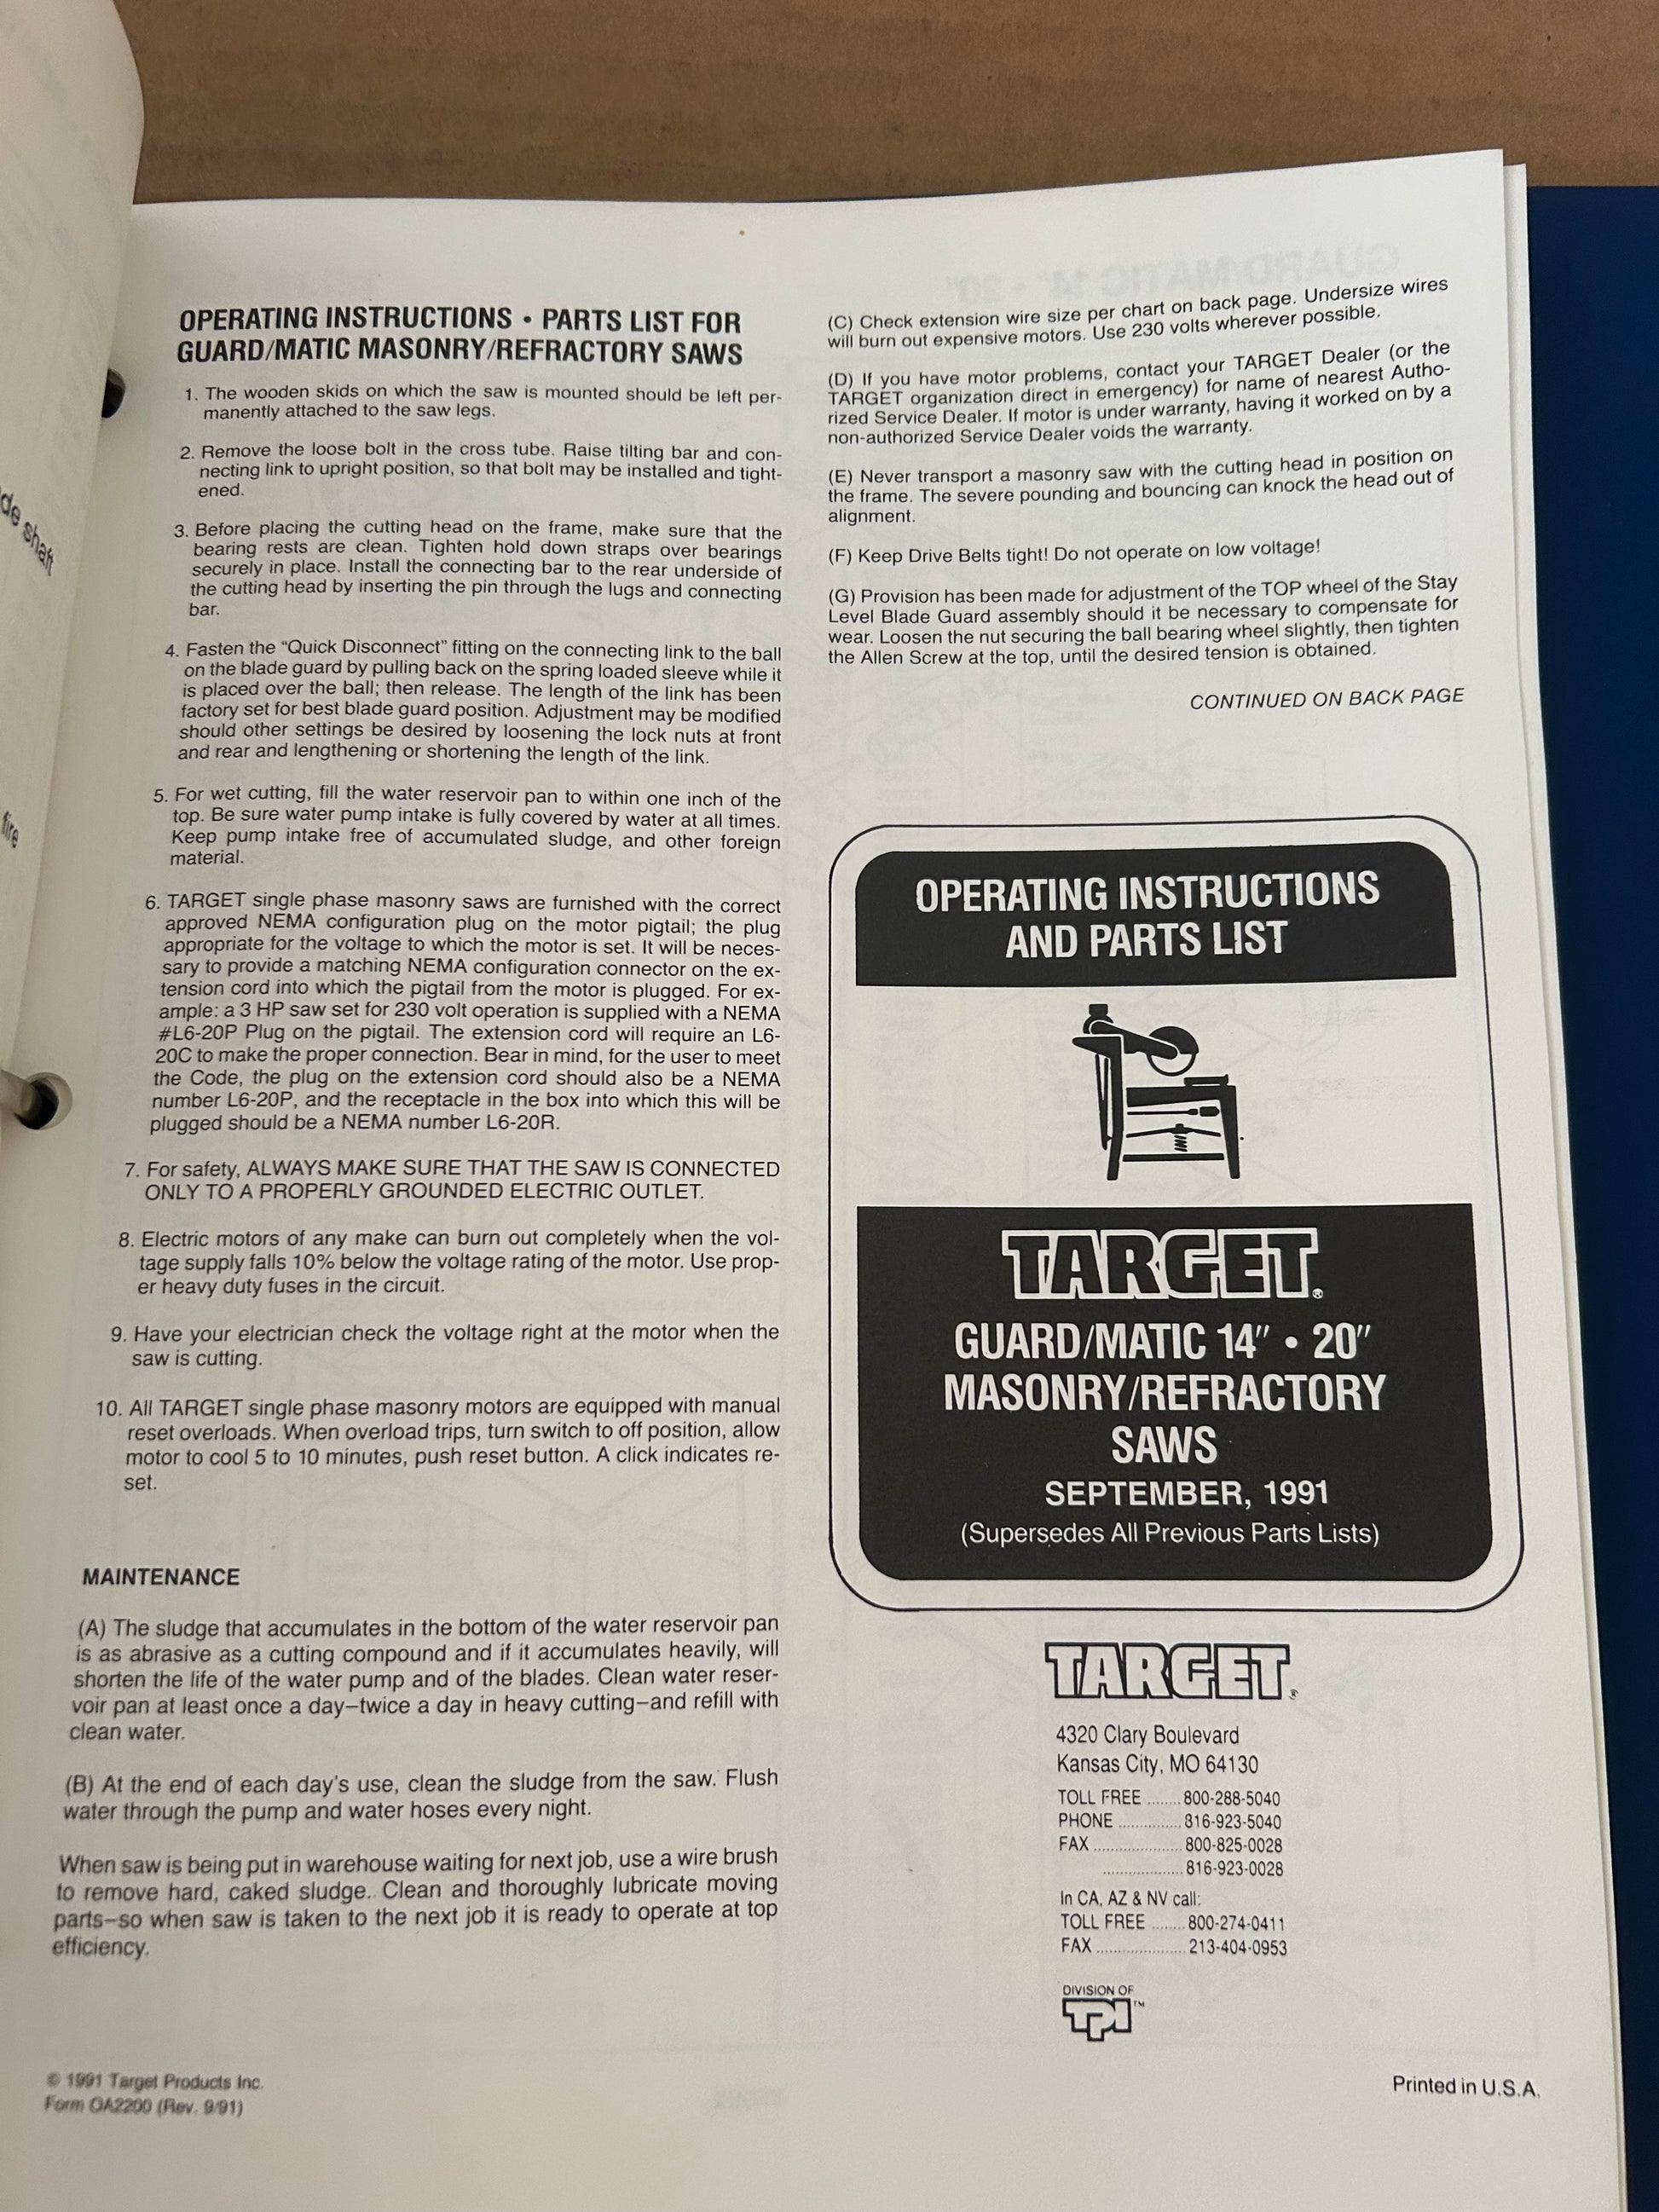 de shaft
fire
OPERATING INSTRUCTIONS • PARTS LIST FOR
GUARD/MATIC MASONRY/REFRACTORY SAWS
1. The wooden skids on which the saw is mounted should be left per-
manently attached to the saw legs.
2. Remove the loose bolt in the cross tube. Raise tilting bar and con-
necting link to upright position, so that bolt may be installed and tight-
ened.
3. Before placing the cutting head on the frame, make sure that the
bearing rests are clean. Tighten hold down straps over bearings
securely in place. Install the connecting bar to the rear underside of
the cutting head by inserting the pin through the lugs and connecting
bar.
4. Fasten the “Quick Disconnect” fitting on the connecting link to the ball
on the blade guard by pulling back on the spring loaded sleeve while it
is placed over the ball; then release. The length of the link has been
factory set for best blade guard position. Adjustment may be modified
should other settings be desired by loosening the lock nuts at front
and rear and lengthening or shortening the length of the link.
5. For wet cutting, fill the water reservoir pan to within one inch of the
top. Be sure water pump intake is fully covered by water at all times.
Keep pump intake free of accumulated sludge, and other foreign
material.
6. TARGET single phase masonry saws are furnished with the correct
approved NEMA configuration plug on the motor pigtail; the plug
appropriate for the voltage to which the motor is set. It will be neces-
sary to provide a matching NEMA configuration connector on the ex-
tension cord into which the pigtail from the motor is plugged. For ex-
ample: a 3 HP saw set for 230 volt operation is supplied with a NEMA
#L6-20P Plug on the pigtail. The extension cord will require an L6-
20C to make the proper connection. Bear in mind, for the user to meet
the Code, the plug on the extension cord should also be a NEMA
number L6-20P, and the receptacle in the box into which this will be
plugged should be a NEMA number L6-20R.
7. For safety, ALWAYS MAKE SURE THAT THE SAW IS CONNECTED
ONLY TO A PROPERLY GROUNDED ELECTRIC OUTLET.
8. Electric motors of any make can burn out completely when the vol-
tage supply falls 10% below the voltage rating of the motor. Use prop-
er heavy duty fuses in the circuit.
9. Have your electrician check the voltage right at the motor when the
saw is cutting.
10. All TARGET single phase masonry motors are equipped with manual
reset overloads. When overload trips, turn switch to off position, allow
motor to cool 5 to 10 minutes, push reset button. A click indicates re-
set.
MAINTENANCE
(A) The sludge that accumulates in the bottom of the water reservoir pan
is as abrasive as a cutting compound and if it accumulates heavily, will
shorten the life of the water pump and of the blades. Clean water reser-
voir pan at least once a day–twice a day in heavy cutting–and refill with
clean water.
(B) At the end of each day's use, clean the sludge from the saw. Flush
water through the pump and water hoses every night.
When saw is being put in warehouse waiting for next job, use a wire brush
to remove hard, caked sludge. Clean and thoroughly lubricate moving
parts–so when saw is taken to the next job it is ready to operate at top
efficiency.
© 1991 Target Products Inc.
Form OA2200 (Rev. 9/91)
(C) Check extension wire size per chart on back page. Undersize wires
will burn out expensive motors. Use 230 volts wherever possible.
(D) If you have motor problems, contact your TARGET Dealer (or the
TARGET organization direct in emergency) for name of nearest Autho-
rized Service Dealer. If motor is under warranty, having it worked on by a
non-authorized Service Dealer voids the warranty.
(E) Never transport a masonry saw with the cutting head in position on
the frame. The severe pounding and bouncing can knock the head out of
alignment.
(F) Keep Drive Belts tight! Do not operate on low voltage!
(G) Provision has been made for adjustment of the TOP wheel of the Stay
Level Blade Guard assembly should it be necessary to compensate for
wear. Loosen the nut securing the ball bearing wheel slightly, then tighten
the Allen Screw at the top, until the desired tension is obtained.
CONTINUED ON BACK PAGE
OPERATING INSTRUCTIONS
AND PARTS LIST
TARGET®
GUARD/MATIC 14″ • 20″
MASONRY/REFRACTORY
SAWS
SEPTEMBER, 1991
(Supersedes All Previous Parts Lists)
TARGET®
4320 Clary Boulevard
Kansas City, MO 64130
TOLL FREE ........ 800-288-5040
PHONE .............. 816-923-5040
FAX .................... 800-825-0028
.................. 816-923-0028
In CA, AZ & NV call:
TOLL FREE ........ 800-274-0411
FAX .................... 213-404-0953
DIVISION OF
TPI™
Printed in U.S.A.